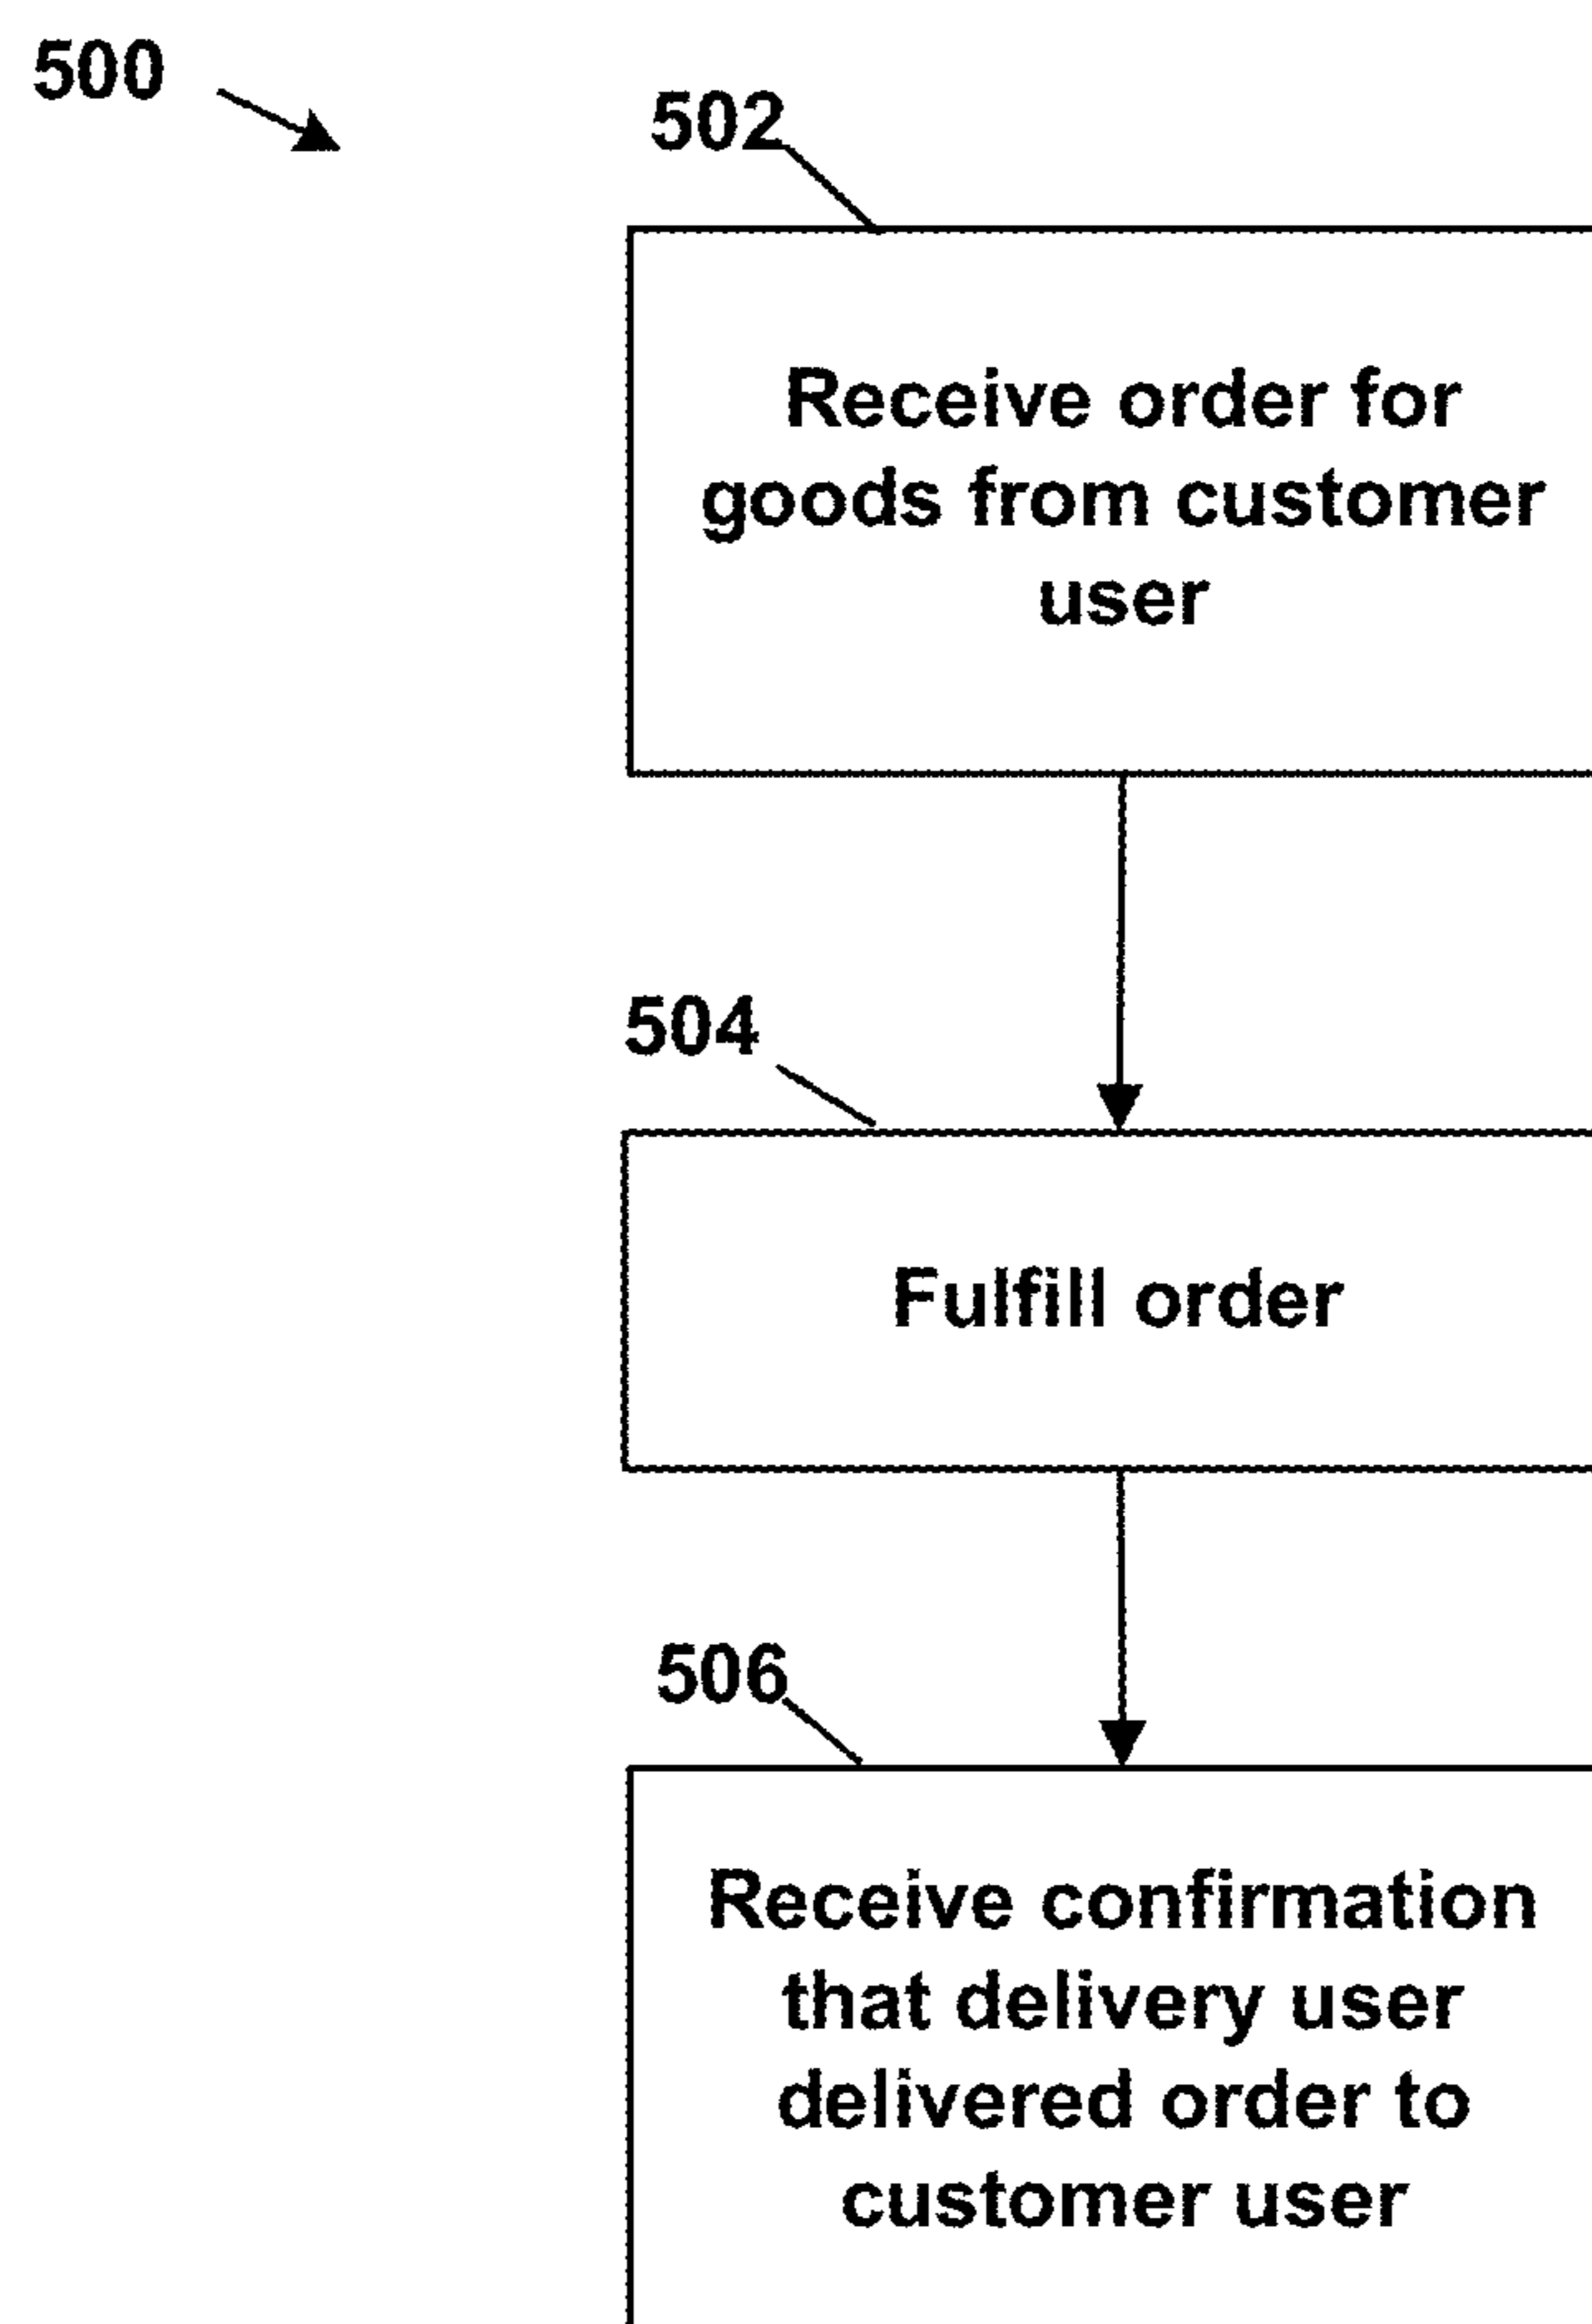 500
502
Receive order for
goods from customer
user
504
Fulfill order
506
Receive confirmation
that delivery user
delivered order to
customer user